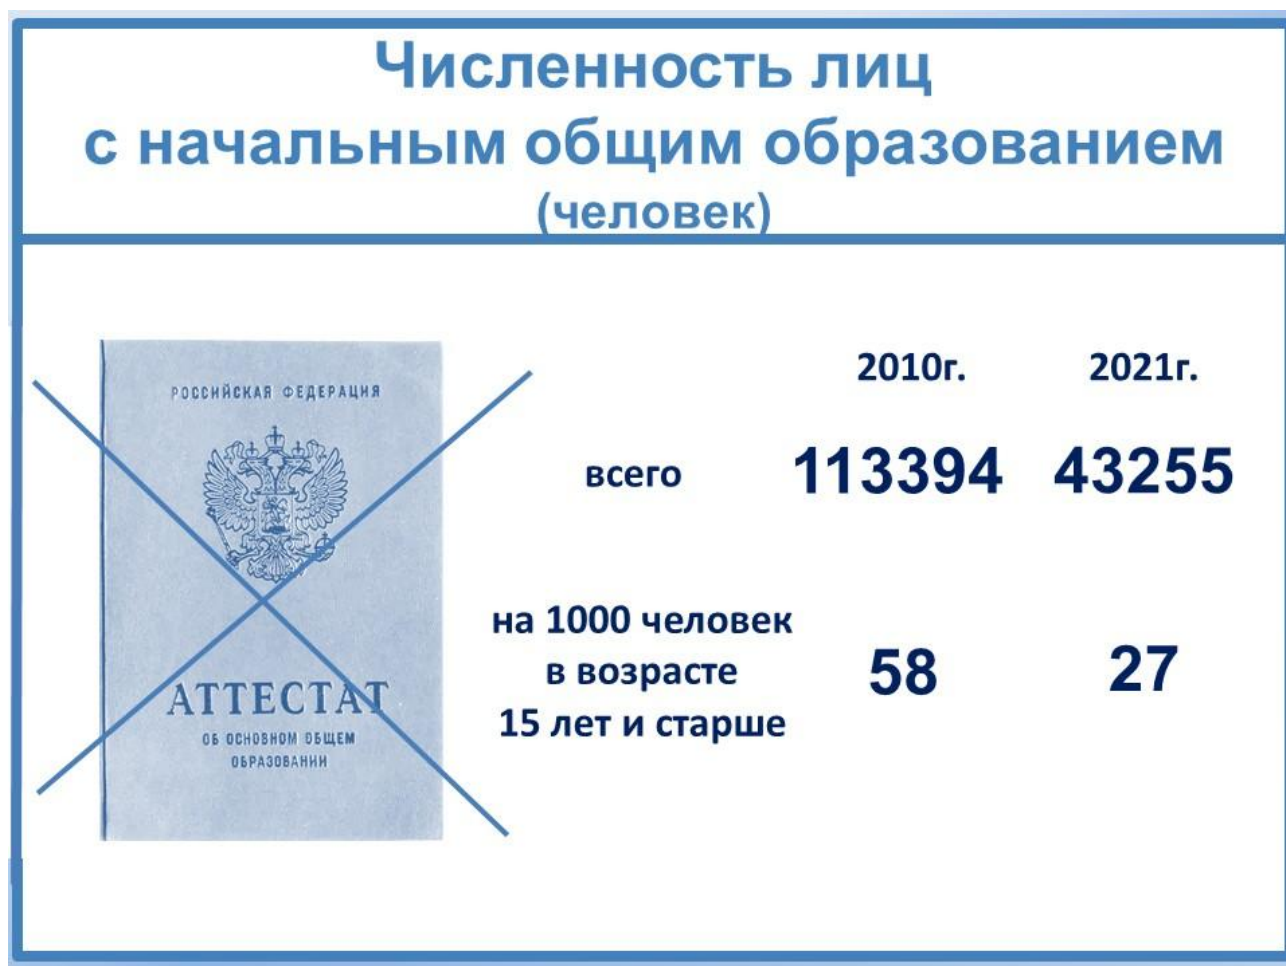 Численность лиц
с начальным общим образованием
(человек)
РОССИЙСКАЯ ФЕДЕРАЦИЯ
АТТЕСТАТ
ОБ ОСНОВНОМ ОБЩЕМ
ОБРАЗОВАНИИ
2010г. 2021г.
всего 113394 43255
на 1000 человек
в возрасте 58 27
15 лет и старше